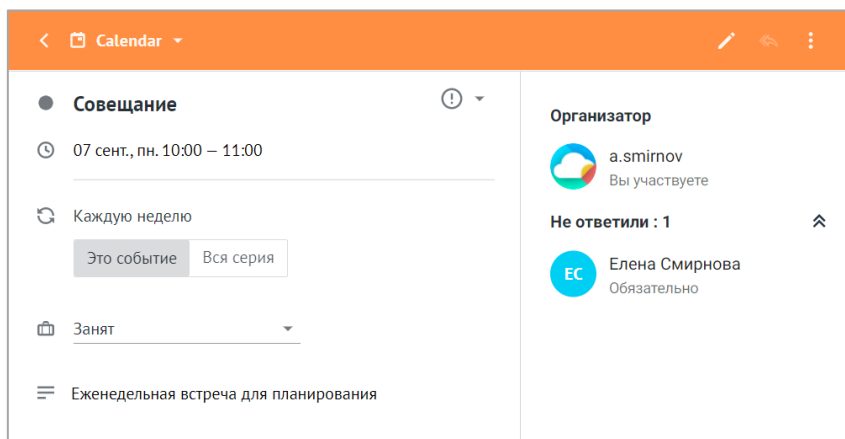 Calendar
Совещание
07 сент., пн. 10:00 — 11:00
Каждую неделю
Это событие Вся серия
Занят
Еженедельная встреча для планирования
Организатор
a.smirnov
Вы участвуете
Не ответили : 1
ЕС
Елена Смирнова
Обязательно